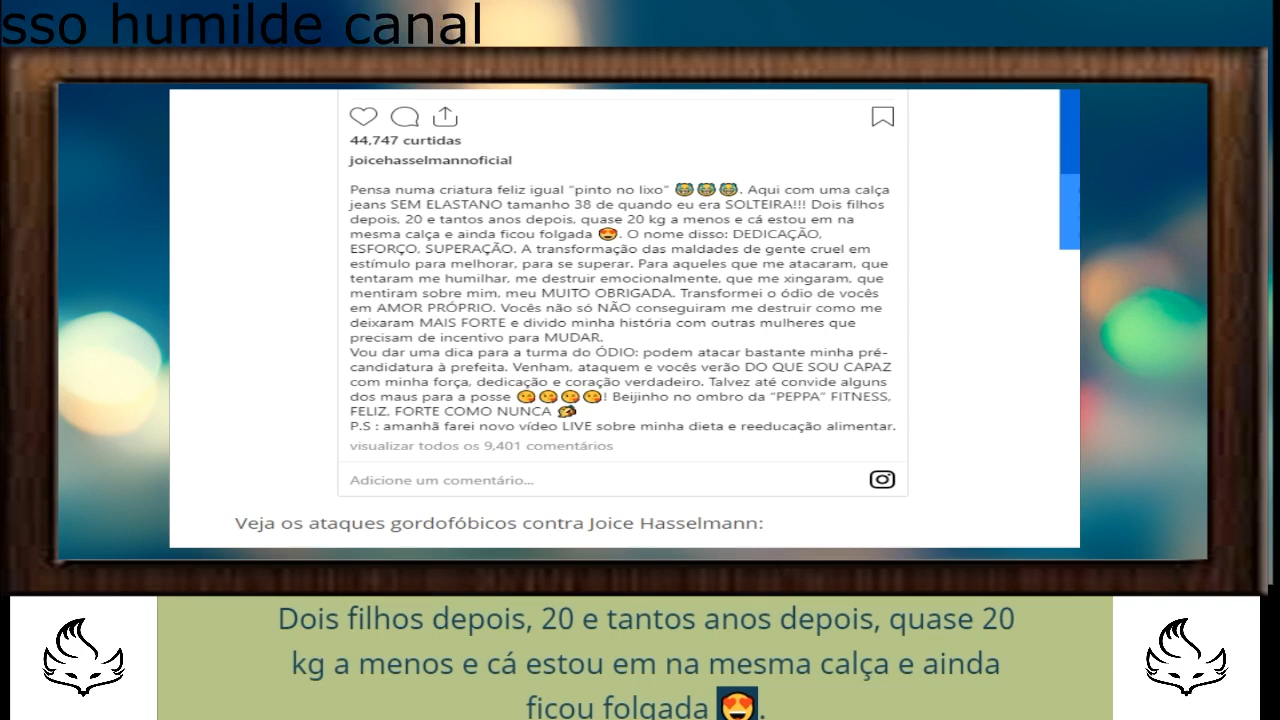 sso humilde canal
44,747 curtidas
joicehasselmannoficial
Pensa numa criatura feliz igual "pinto no lixo" 😹😹😹. Aqui com uma calça
jeans SEM ELASTANO tamanho 38 de quando eu era SOLTEIRA!!! Dois filhos
depois, 20 e tantos anos depois, quase 20 kg a menos e cá estou em na
mesma calça e ainda ficou folgada 😍. O nome disso: DEDICAÇÃO,
ESFORÇO, SUPERAÇÃO. A transformação das maldades de gente cruel em
estímulo para melhorar, para se superar. Para aqueles que me atacaram, que
tentaram me humilhar, me destruir emocionalmente, que me xingaram, que
mentiram sobre mim, meu MUITO OBRIGADA. Transformei o ódio de vocês
em AMOR PRÓPRIO. Vocês não só NÃO conseguiram me destruir como me
deixaram MAIS FORTE e divido minha história com outras mulheres que
precisam de incentivo para MUDAR.
Vou dar uma dica para a turma do ÓDIO: podem atacar bastante minha pré-
candidatura à prefeita. Venham, ataquem e vocês verão DO QUE SOU CAPAZ
com minha força, dedicação e coração verdadeiro. Talvez até convide alguns
dos maus para a posse 😘😘😘😘! Beijinho no ombro da "PEPPA" FITNESS,
FELIZ, FORTE COMO NUNCA
P.S : amanhã farei novo vídeo LIVE sobre minha dieta e reeducação alimentar.
visualizar todos os 9,401 comentários
Adicione um comentário...
Veja os ataques gordofóbicos contra Joice Hasselmann:
Dois filhos depois, 20 e tantos anos depois, quase 20
kg a menos e cá estou em na mesma calça e ainda
ficou folgada 😍.